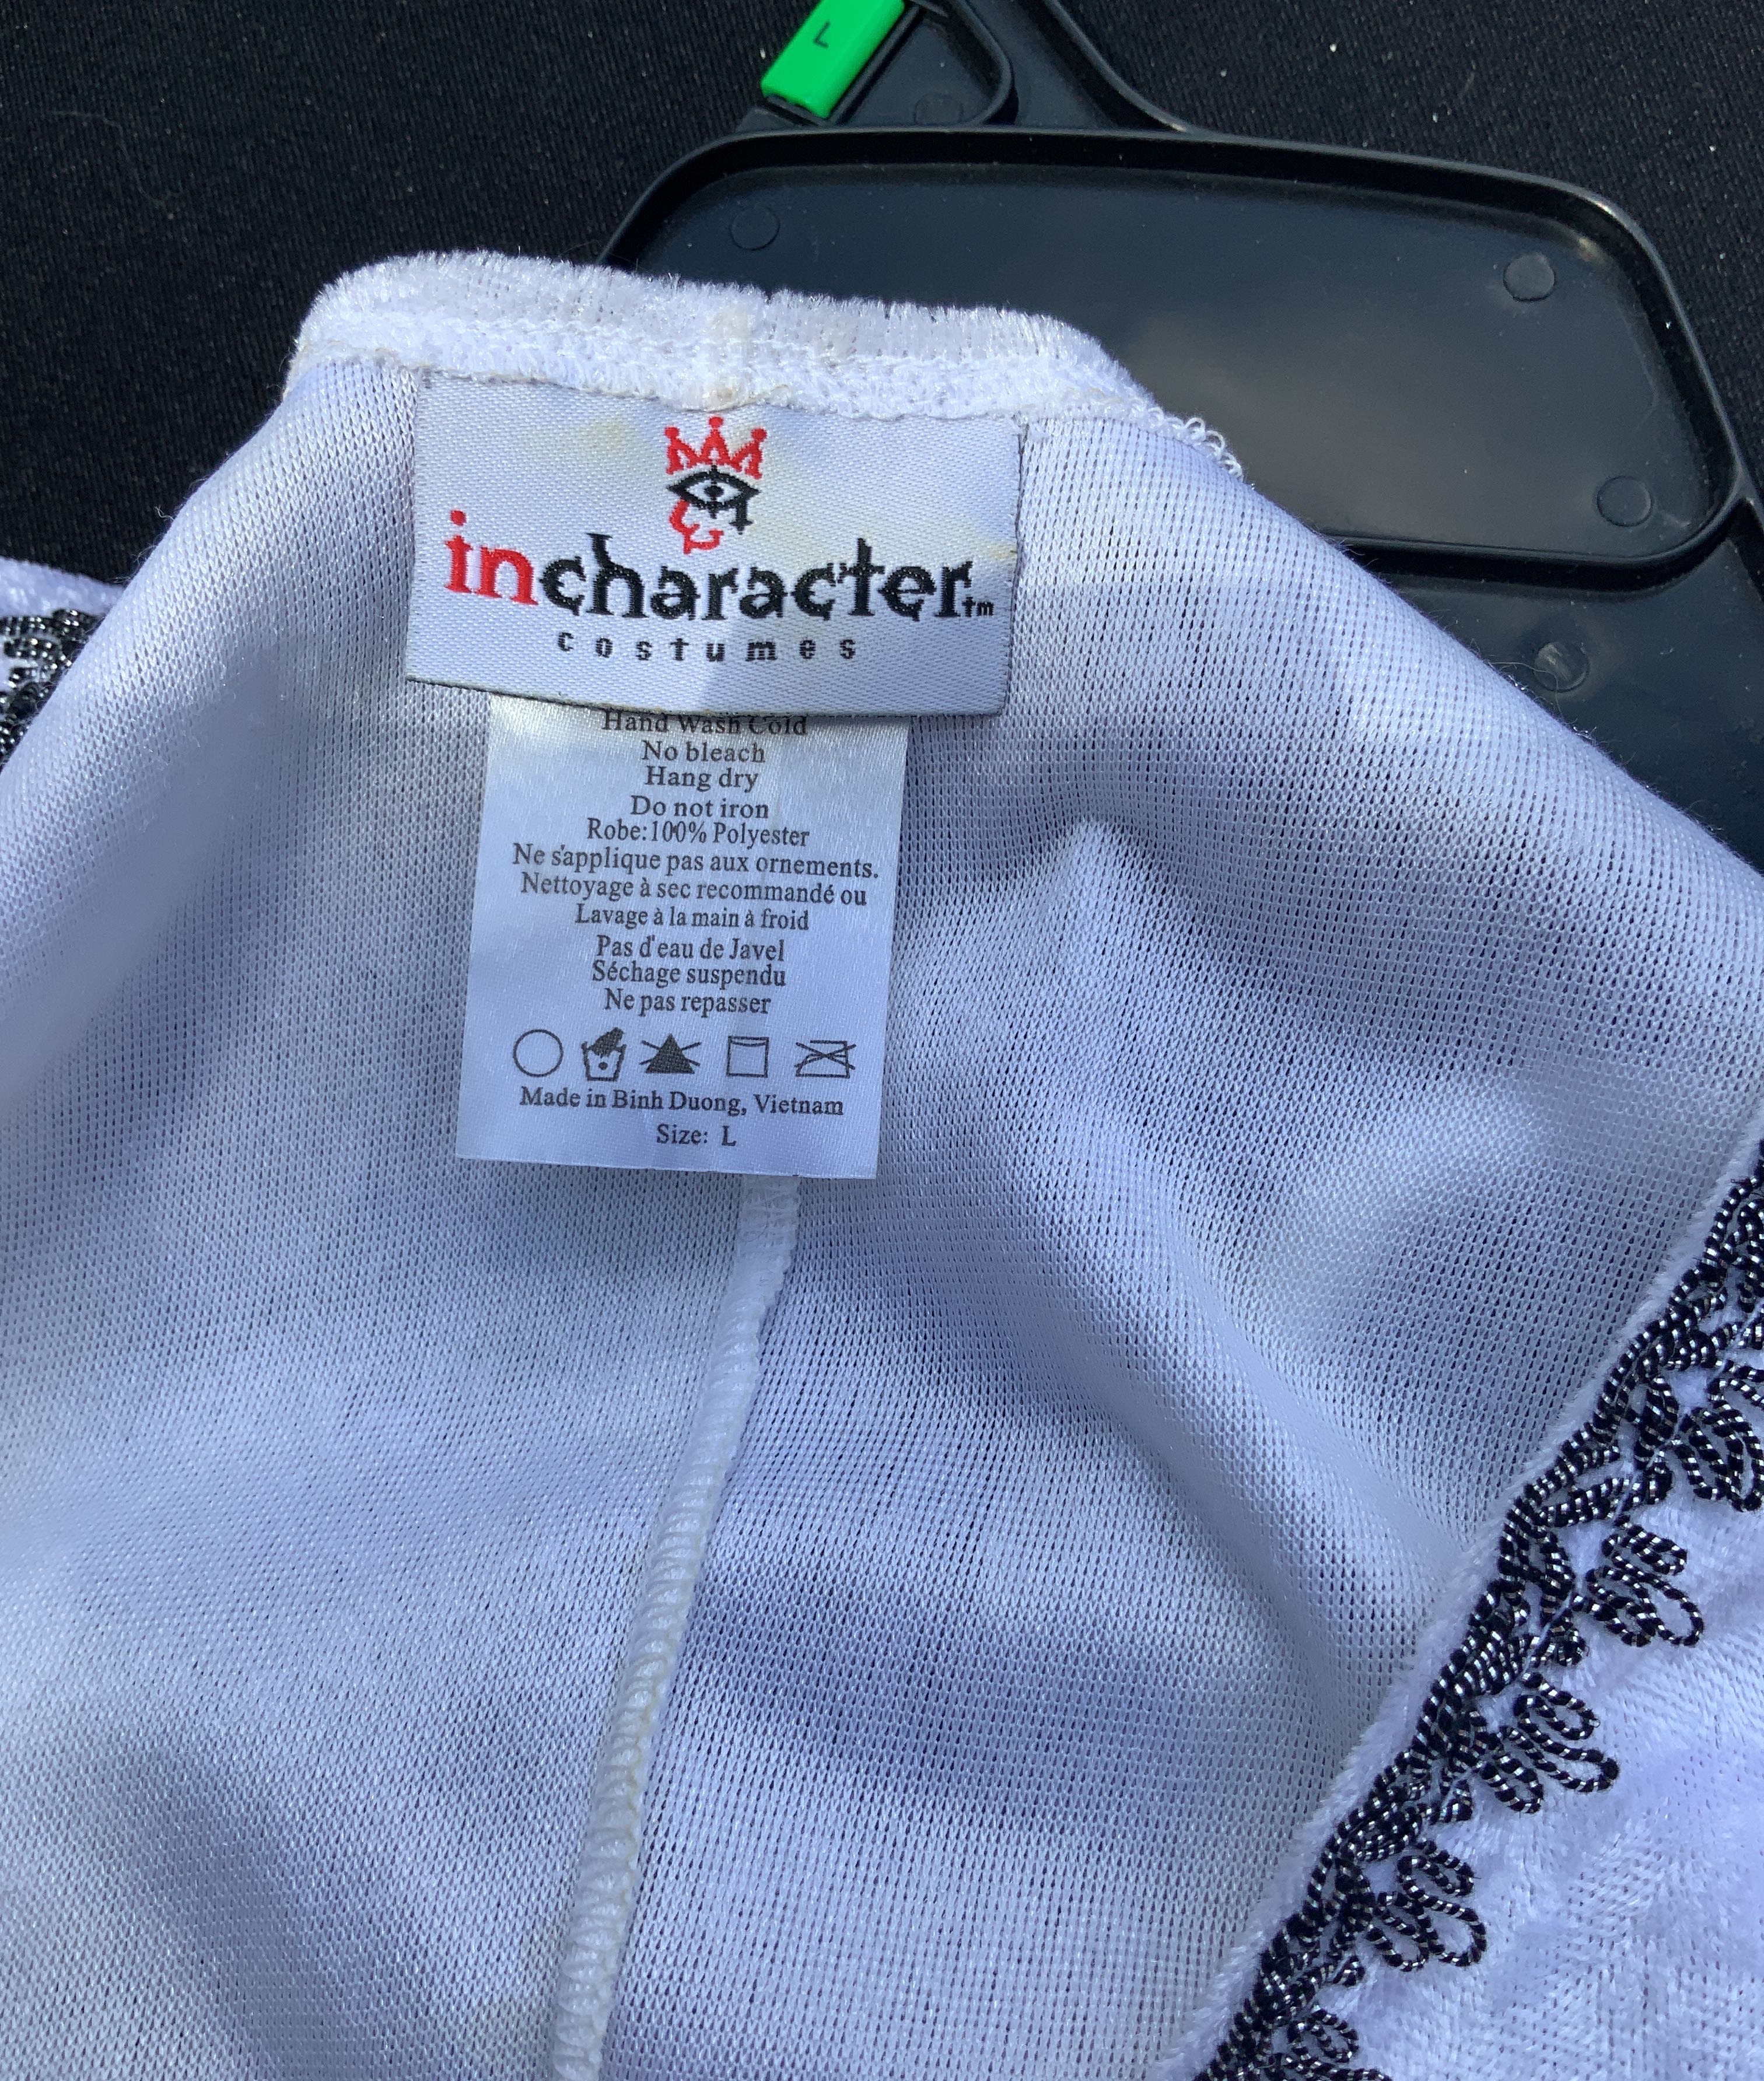 L
incharacter™
costumes
Hand Wash Cold
No bleach
Hang dry
Do not iron
Robe:100% Polyester
Ne s'applique pas aux ornements.
Nettoyage à sec recommandé ou
Lavage à la main à froid
Pas d'eau de Javel
Séchage suspendu
Ne pas repasser
Made in Binh Duong, Vietnam
Size: L